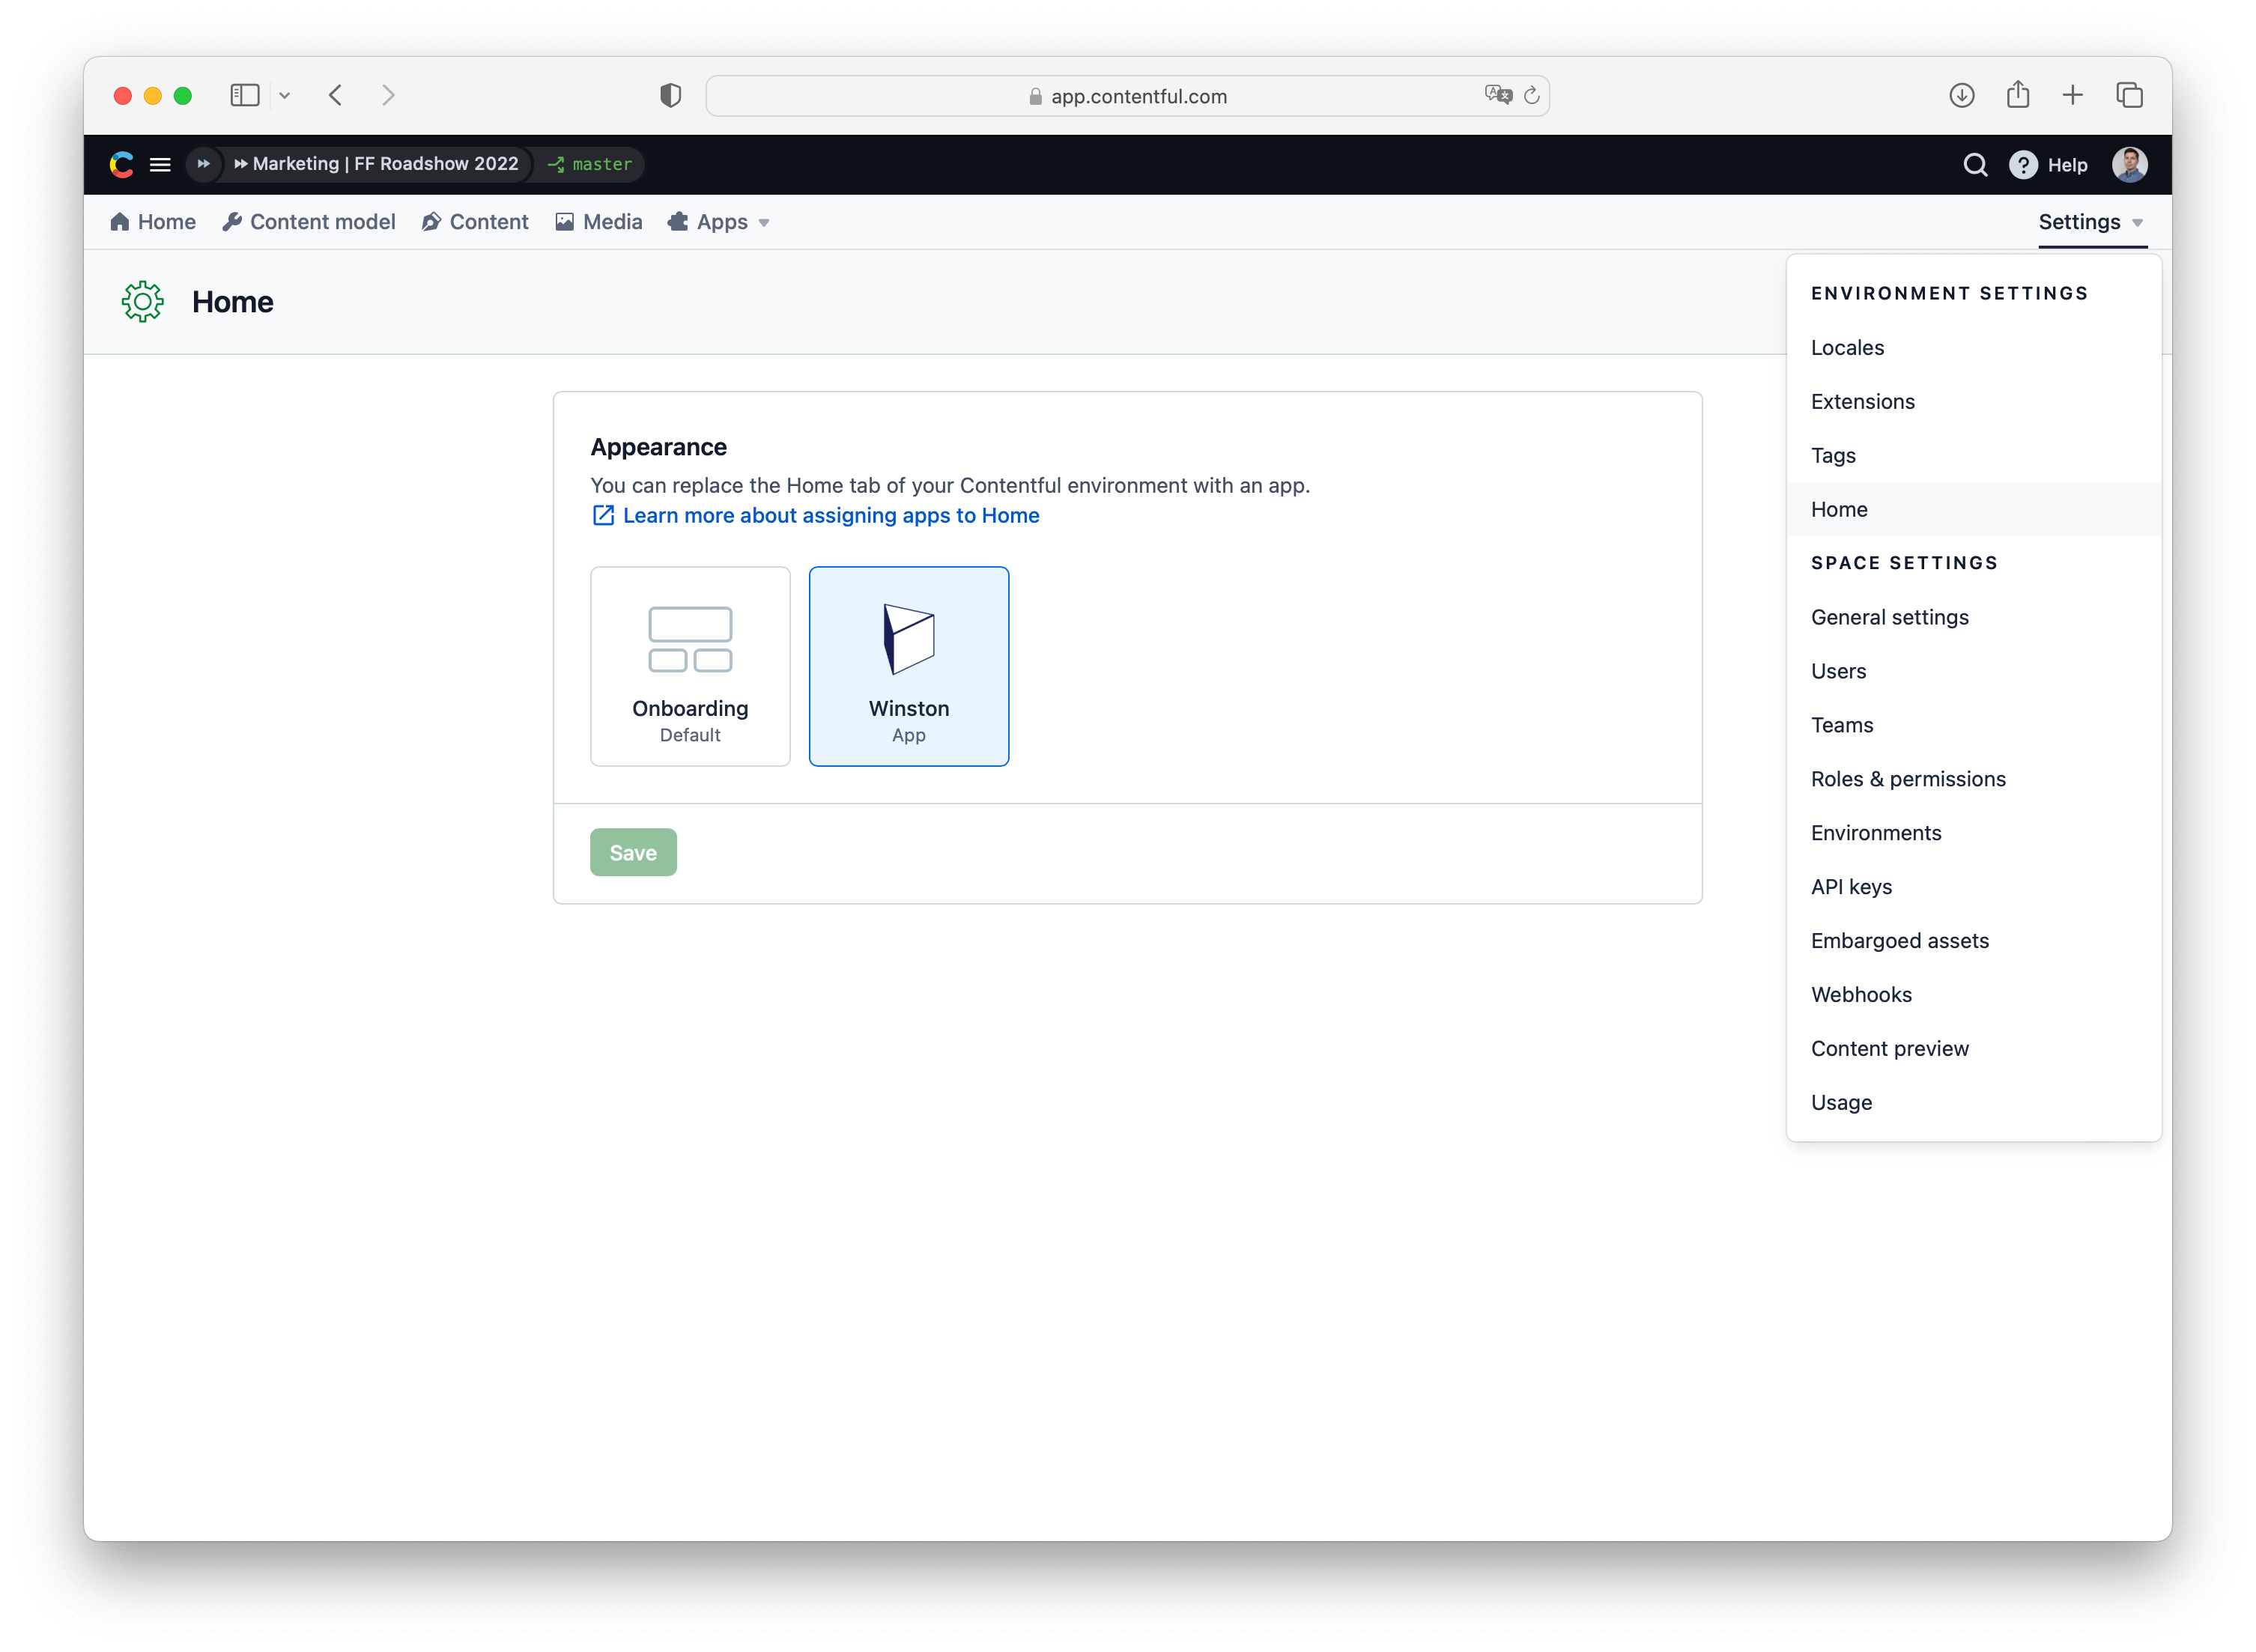 app.contentful.com
Marketing | FF Roadshow 2022
master
Help
Home
Content model
Content
Media
Apps
Settings
Home
Appearance
You can replace the Home tab of your Contentful environment with an app.
Learn more about assigning apps to Home
Onboarding
Default
Winston
App
Save
ENVIRONMENT SETTINGS
Locales
Extensions
Tags
Home
SPACE SETTINGS
General settings
Users
Teams
Roles & permissions
Environments
API keys
Embargoed assets
Webhooks
Content preview
Usage